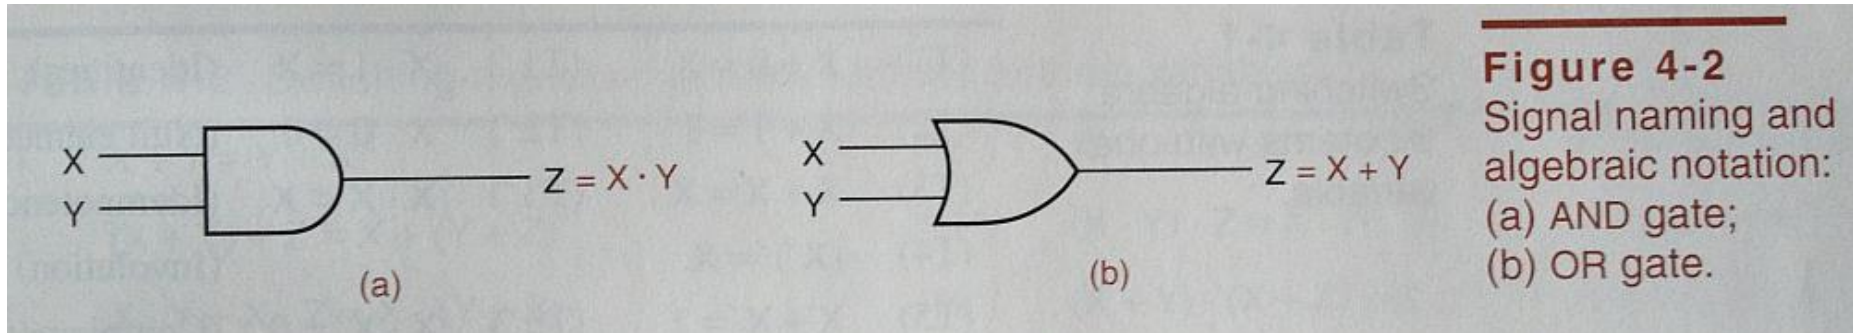 X
Y
Z = X · Y
(a)
X
Y
Z = X + Y
(b)
Figure 4-2
Signal naming and
algebraic notation:
(a) AND gate;
(b) OR gate.